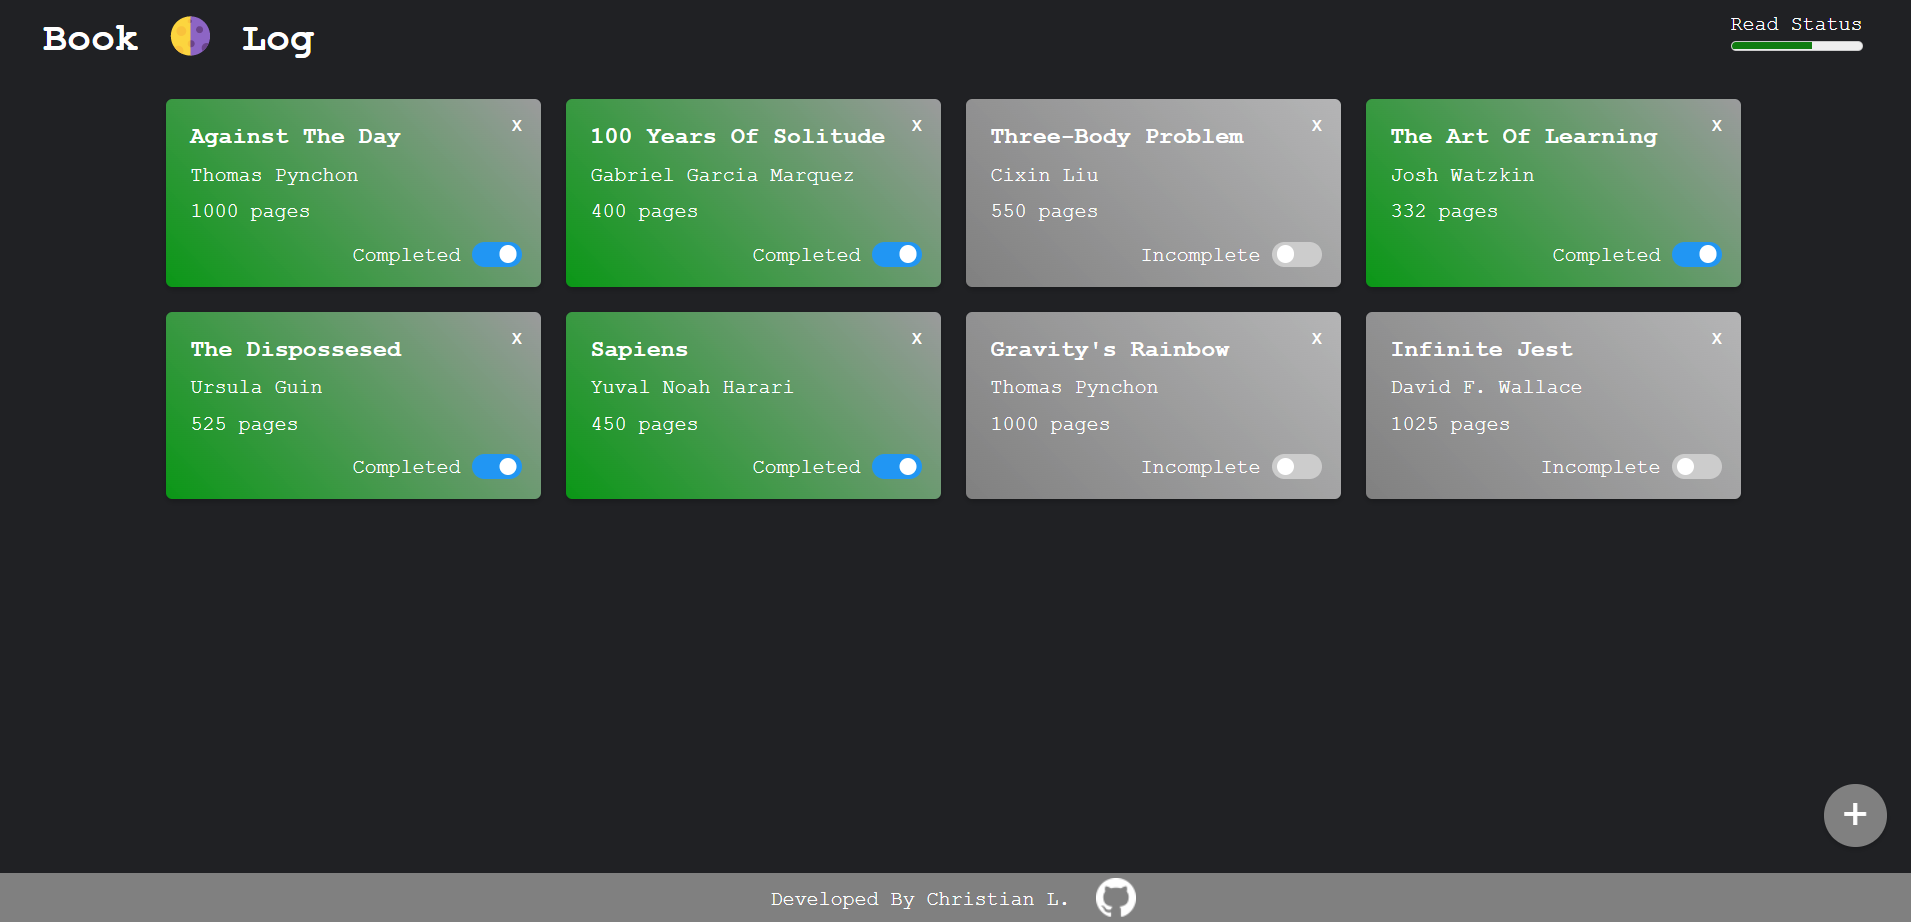 Book Log
Read Status
Against The Day
x
Thomas Pynchon
1000 pages
Completed
100 Years Of Solitude
x
Gabriel Garcia Marquez
400 pages
Completed
Three-Body Problem
x
Cixin Liu
550 pages
Incomplete
The Art Of Learning
x
Josh Watzkin
332 pages
Completed
The Dispossesed
x
Ursula Guin
525 pages
Completed
Sapiens
x
Yuval Noah Harari
450 pages
Completed
Gravity's Rainbow
x
Thomas Pynchon
1000 pages
Incomplete
Infinite Jest
x
David F. Wallace
1025 pages
Incomplete
+
Developed By Christian L.